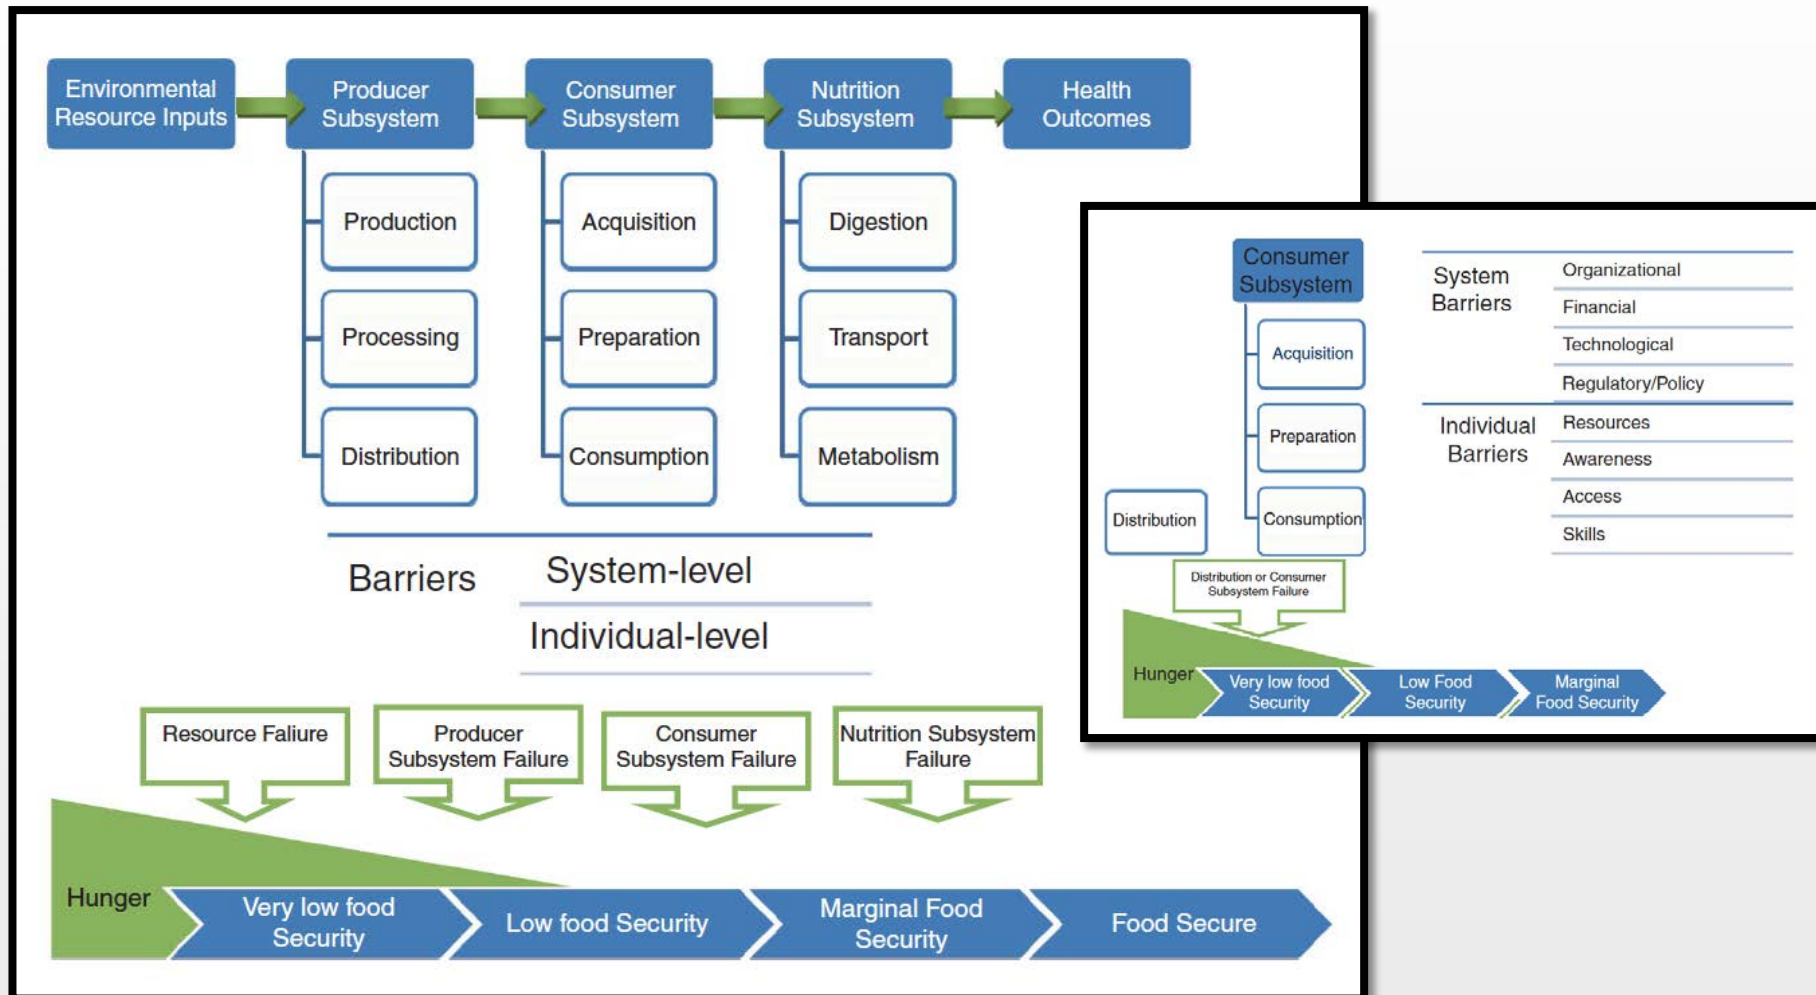 Environmental
Resource Inputs
Producer
Subsystem
Consumer
Subsystem
Nutrition
Subsystem
Health
Outcomes
Production
Acquisition
Digestion
Processing
Preparation
Transport
Distribution
Consumption
Metabolism
Barriers
System-level
Individual-level
Resource Faliure
Producer
Subsystem Failure
Consumer
Subsystem Failure
Nutrition Subsystem
Failure
Hunger
Very low food
Security
Low food Security
Marginal Food
Security
Food Secure
Consumer
Subsystem
Acquisition
Preparation
Distribution
Consumption
System
Barriers
Organizational
Financial
Technological
Regulatory/Policy
Individual
Barriers
Resources
Awareness
Access
Skills
Distribution or Consumer
Subsystem Failure
Hunger
Very low food
Security
Low Food
Security
Marginal
Food Security